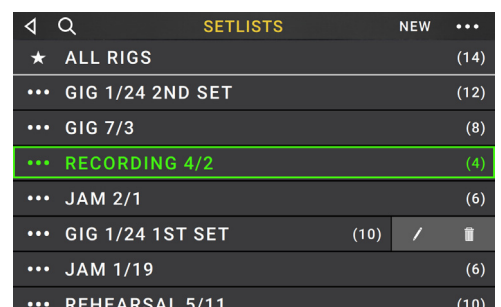 SETLISTS NEW
ALL RIGS (14)
GIG 1/24 2ND SET (12)
GIG 7/3 (8)
RECORDING 4/2 (4)
JAM 2/1 (6)
GIG 1/24 1ST SET (10)
JAM 1/19 (6)
REHEARSAL 5/11 (10)